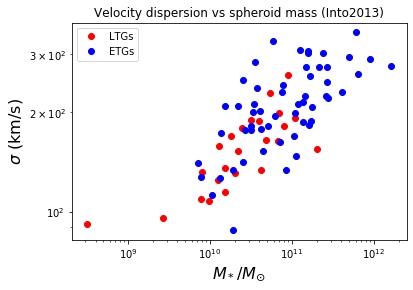 Velocity dispersion vs spheroid mass (Into2013)
LTGs
ETGs
3 × 10²
2 × 10²
10²
σ (km/s)
10⁹
10¹⁰
10¹¹
10¹²
M*/M⊙